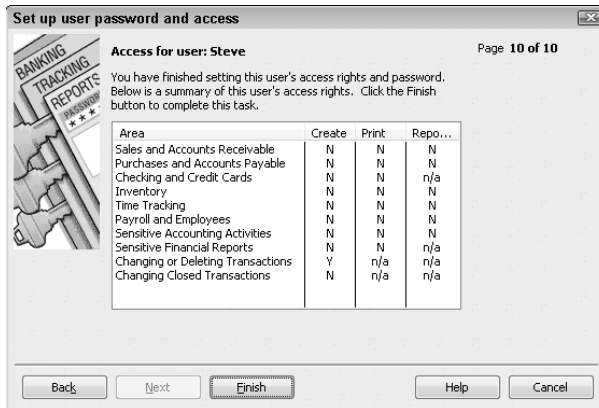 Set up user password and access
BANKING
TRACKING
REPORTS
PASSWOR
****
Access for user: Steve
Page 10 of 10
You have finished setting this user's access rights and password.
Below is a summary of this user's access rights. Click the Finish
button to complete this task.
Area Create Print Repo...
Sales and Accounts Receivable N N N
Purchases and Accounts Payable N N N
Checking and Credit Cards N N n/a
Inventory N N N
Time Tracking N N N
Payroll and Employees N N N
Sensitive Accounting Activities N N N
Sensitive Financial Reports N N n/a
Changing or Deleting Transactions Y n/a n/a
Changing Closed Transactions N n/a n/a
Back Next Finish Help Cancel